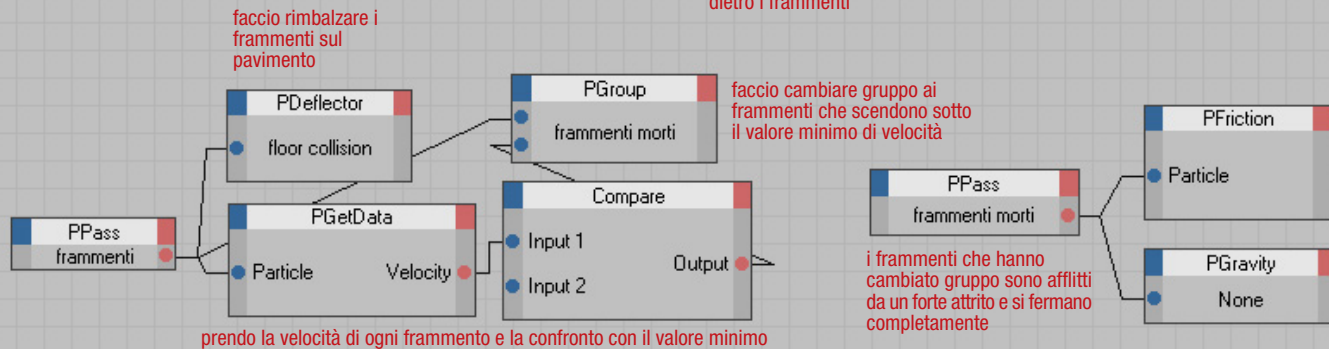 dietro i frammenti
faccio rimbalzare i
frammenti sul
pavimento
PDeflector
floor collision
PGroup
frammenti morti
faccio cambiare gruppo ai
frammenti che scendono sotto
il valore minimo di velocità
PPass
frammenti
PGetData
Particle
Velocity
Compare
Input 1
Input 2
Output
prendo la velocità di ogni frammento e la confronto con il valore minimo
PPass
frammenti morti
i frammenti che hanno
cambiato gruppo sono afflitti
da un forte attrito e si fermano
completamente
PFriction
Particle
PGravity
None